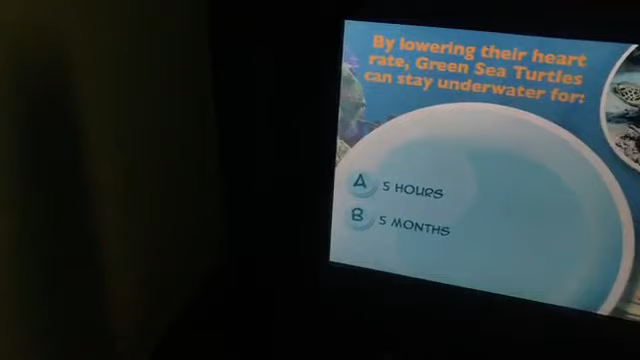 By lowering their heart
rate, Green Sea Turtles
can stay underwater for:
A 5 HOURS
B 5 MONTHS